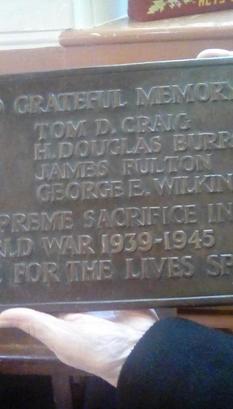 GRATEFUL MEMORY
TOM D. CRAIG
H. DOUGLAS BURR
JAMES FULTON
GEORGE E. WILKIN
PREME SACRIFICE IN
LD WAR 1939-1945
FOR THE LIVES SP